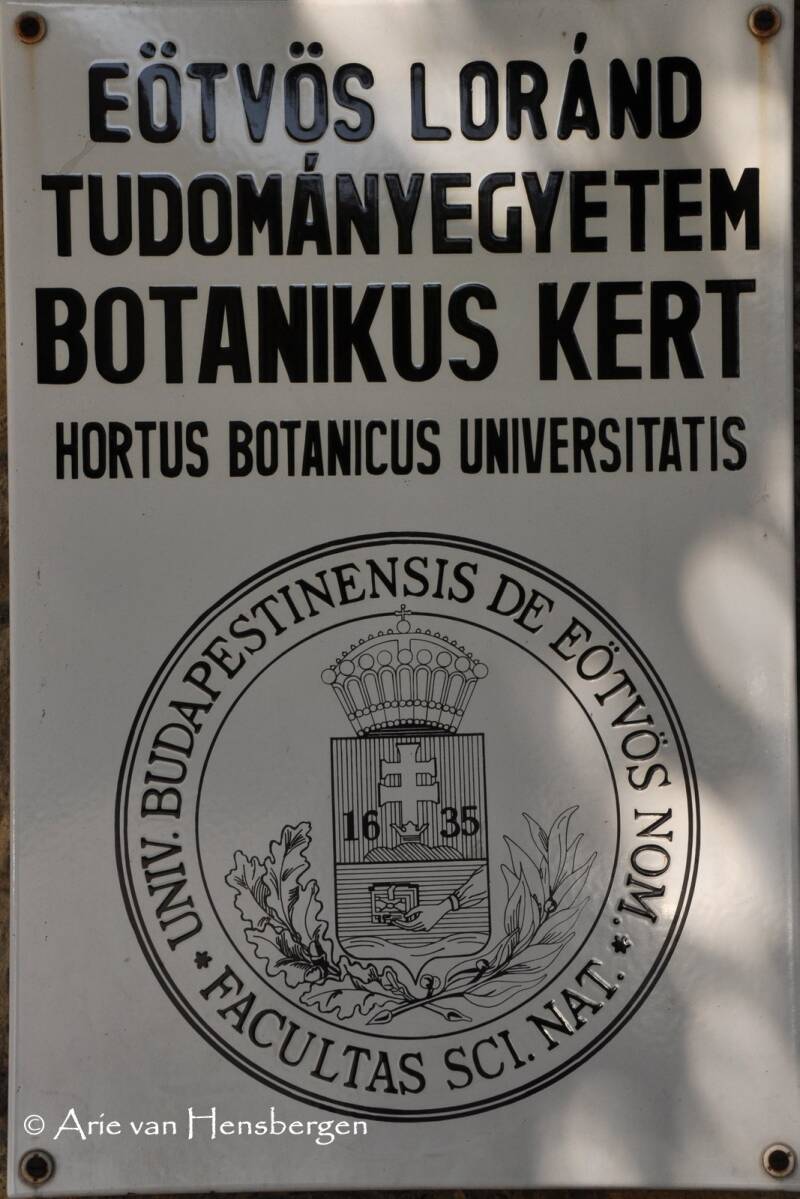 EÖTVÖS LORÁND
TUDOMÁNYEGYETEM
BOTANIKUS KERT
HORTUS BOTANICUS UNIVERSITATIS
UNIV. BUDAPESTINENSIS DE EÖTVÖS NOM.
16 35
* FACULTAS SCI. NAT. *
© Arie van Hensbergen